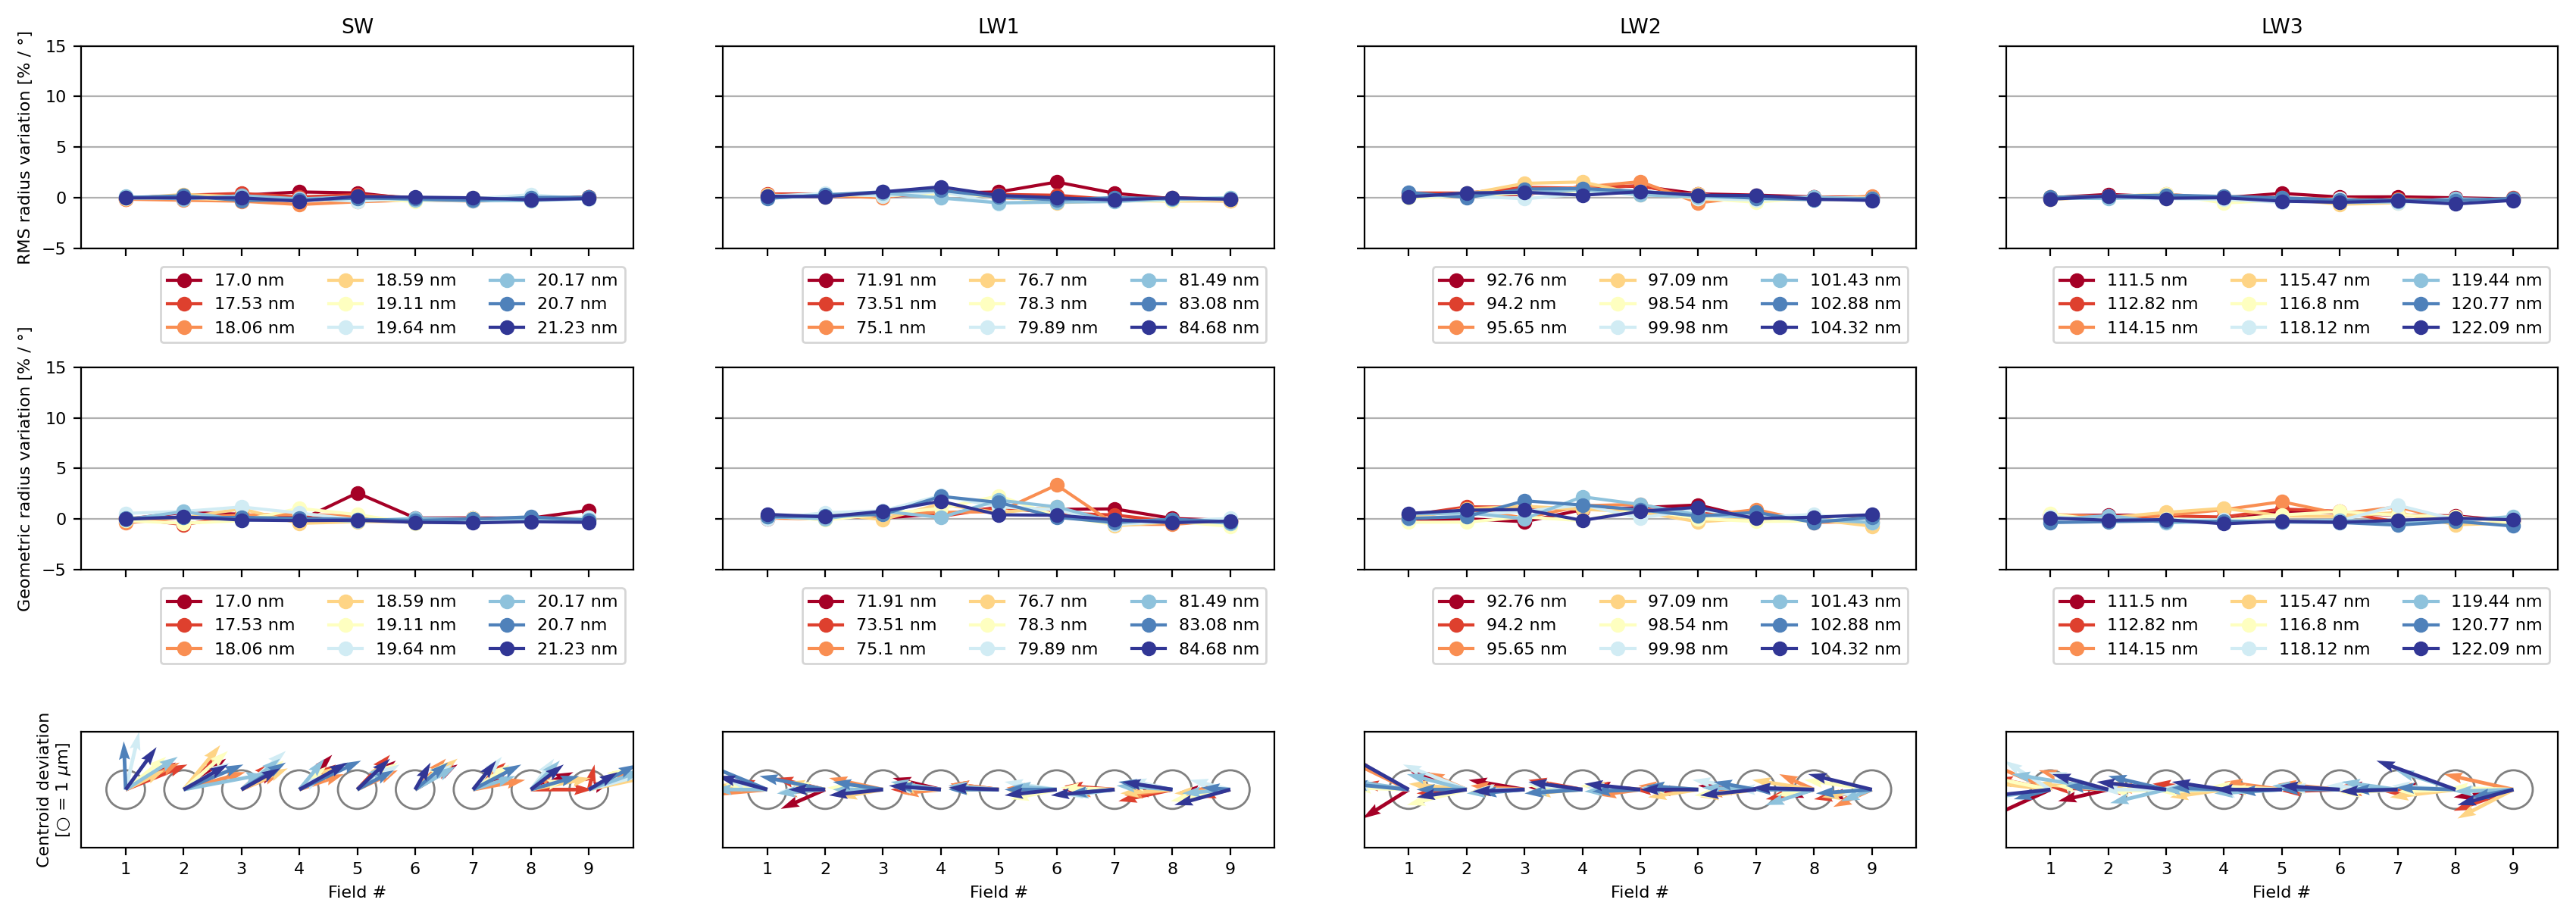 SW LW1 LW2 LW3
RMS radius variation [% / °]
15
10
5
0
−5
17.0 nm 18.59 nm 20.17 nm
17.53 nm 19.11 nm 20.7 nm
18.06 nm 19.64 nm 21.23 nm
71.91 nm 76.7 nm 81.49 nm
73.51 nm 78.3 nm 83.08 nm
75.1 nm 79.89 nm 84.68 nm
92.76 nm 97.09 nm 101.43 nm
94.2 nm 98.54 nm 102.88 nm
95.65 nm 99.98 nm 104.32 nm
111.5 nm 115.47 nm 119.44 nm
112.82 nm 116.8 nm 120.77 nm
114.15 nm 118.12 nm 122.09 nm
Geometric radius variation [% / °]
15
10
5
0
−5
17.0 nm 18.59 nm 20.17 nm
17.53 nm 19.11 nm 20.7 nm
18.06 nm 19.64 nm 21.23 nm
71.91 nm 76.7 nm 81.49 nm
73.51 nm 78.3 nm 83.08 nm
75.1 nm 79.89 nm 84.68 nm
92.76 nm 97.09 nm 101.43 nm
94.2 nm 98.54 nm 102.88 nm
95.65 nm 99.98 nm 104.32 nm
111.5 nm 115.47 nm 119.44 nm
112.82 nm 116.8 nm 120.77 nm
114.15 nm 118.12 nm 122.09 nm
Centroid deviation
[○ = 1 μm]
1 2 3 4 5 6 7 8 9
Field #
1 2 3 4 5 6 7 8 9
Field #
1 2 3 4 5 6 7 8 9
Field #
1 2 3 4 5 6 7 8 9
Field #